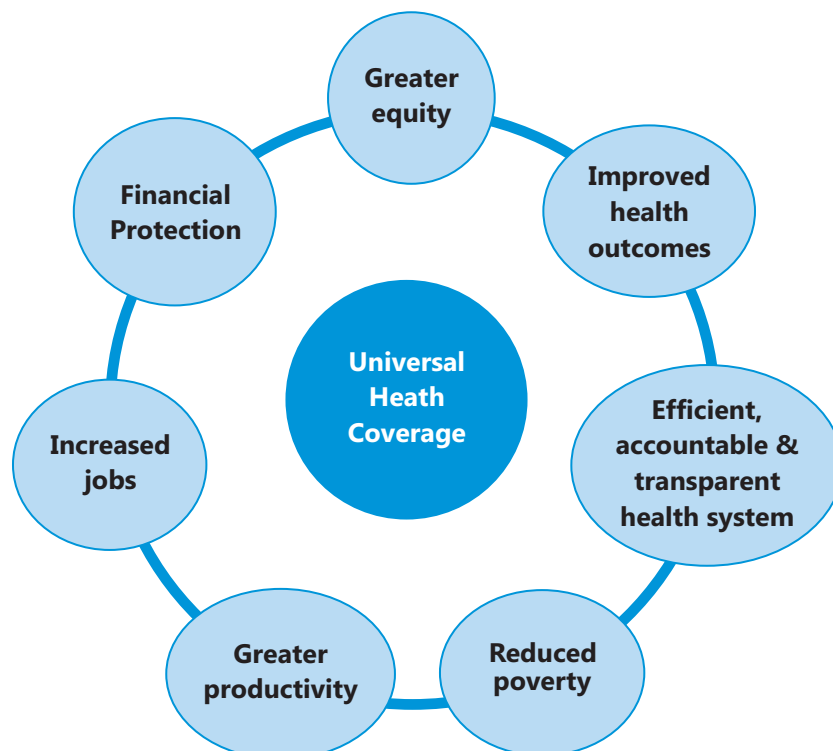 Greater
equity
Improved
health
outcomes
Efficient,
accountable &
transparent
health system
Reduced
poverty
Greater
productivity
Increased
jobs
Financial
Protection
Universal
Heath
Coverage